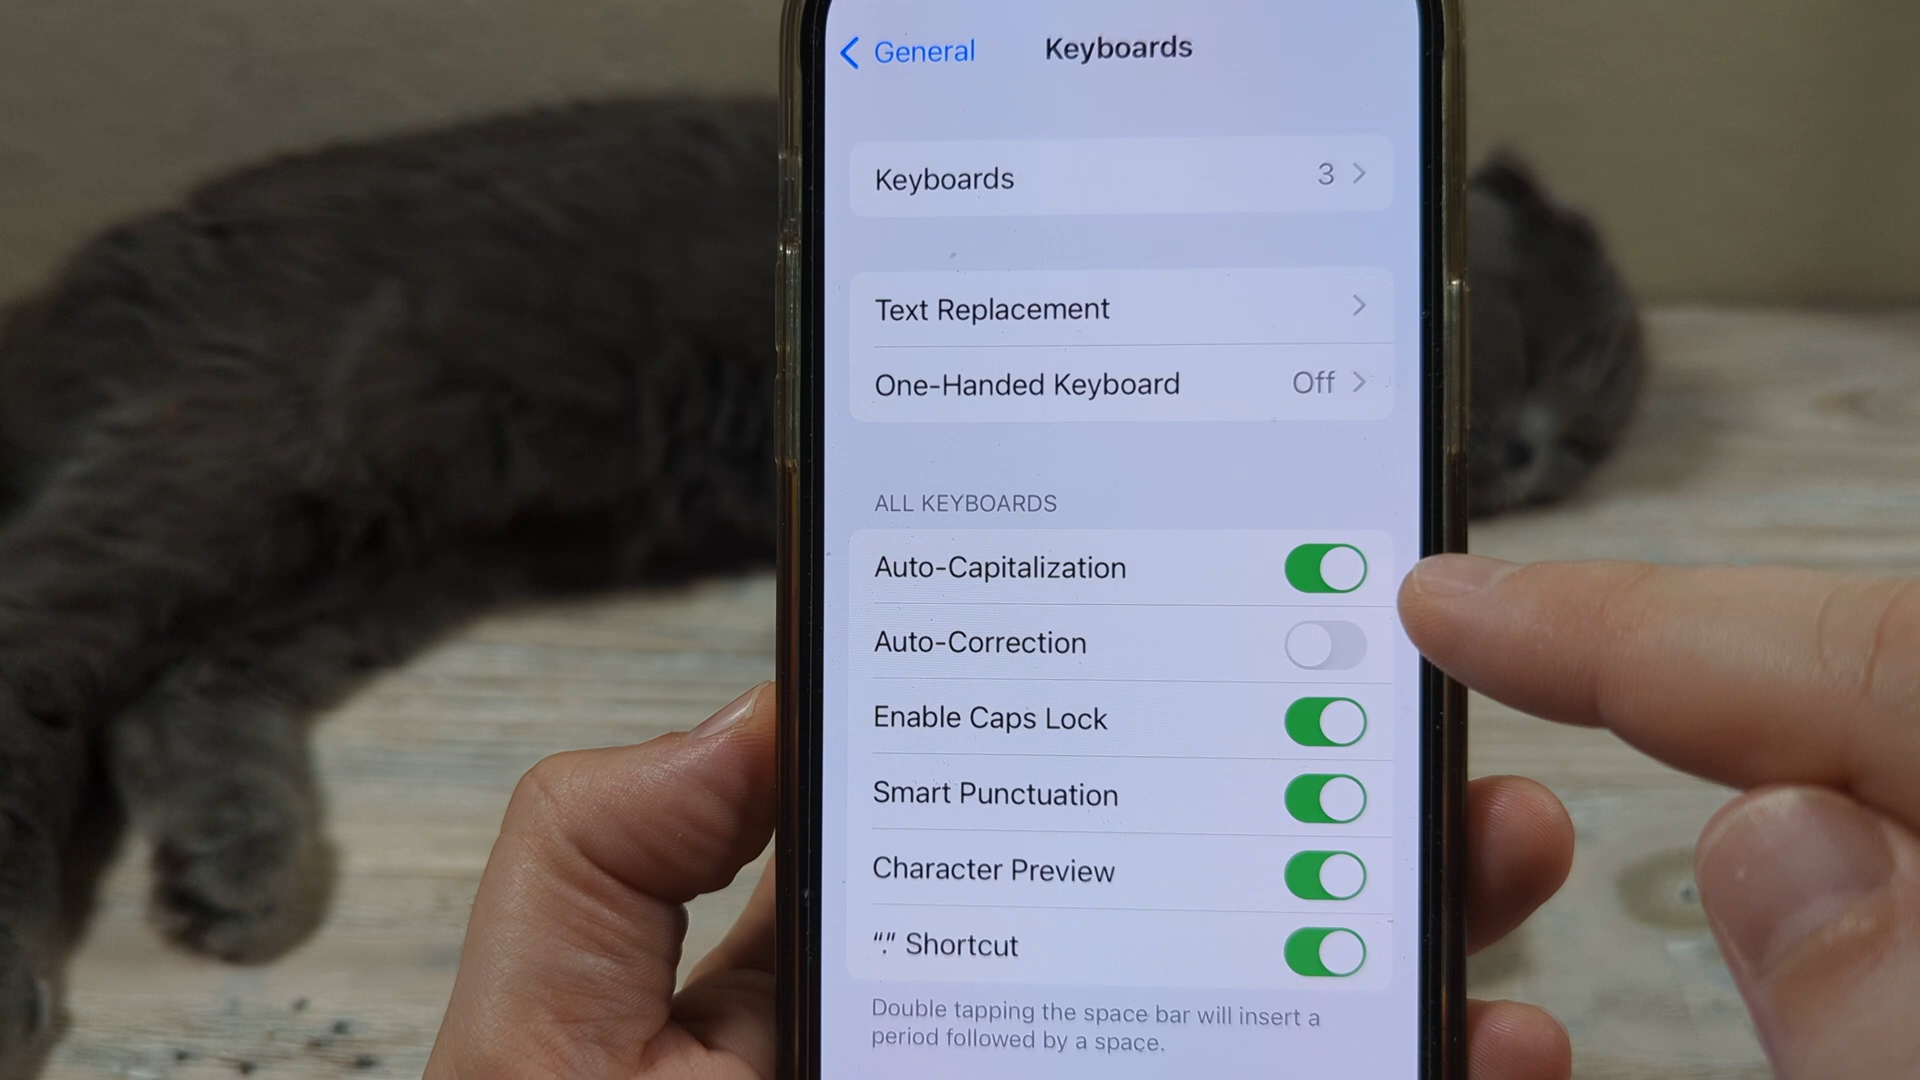 General Keyboards
Keyboards 3
Text Replacement
One-Handed Keyboard Off
ALL KEYBOARDS
Auto-Capitalization
Auto-Correction
Enable Caps Lock
Smart Punctuation
Character Preview
“.” Shortcut
Double tapping the space bar will insert a
period followed by a space.